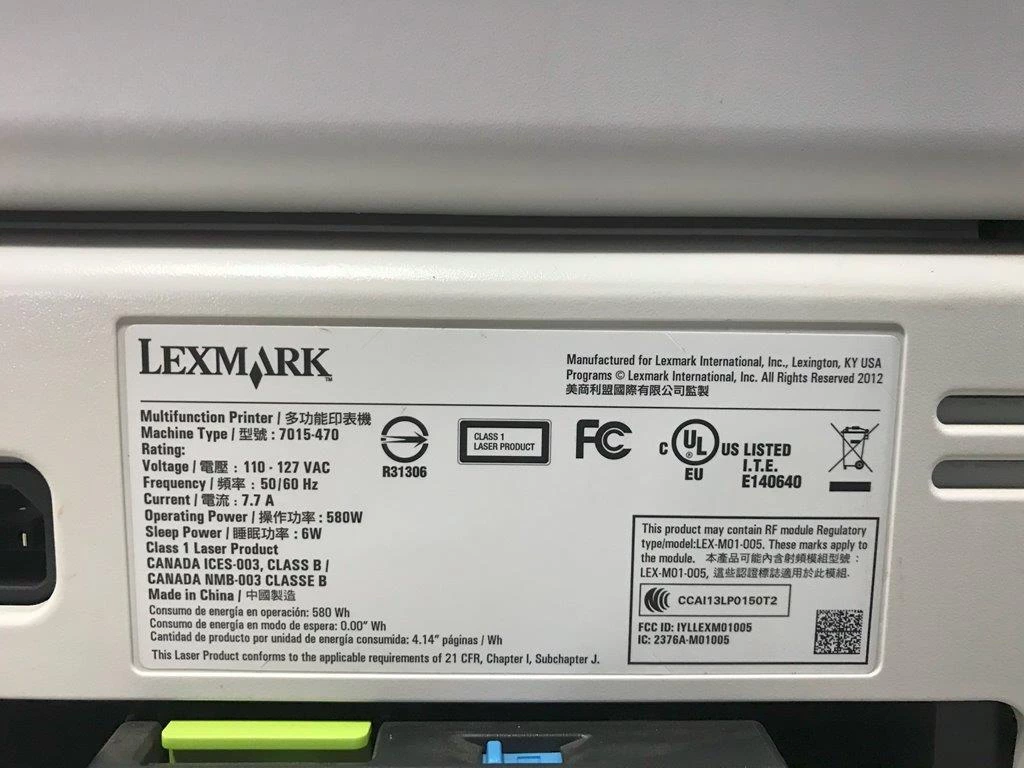 LEXMARK™
Manufactured for Lexmark International, Inc., Lexington, KY USA
Programs © Lexmark International, Inc. All Rights Reserved 2012
美商利盟國際有限公司監製
Multifunction Printer / 多功能印表機
Machine Type / 型號 : 7015-470
Rating:
Voltage / 電壓 : 110 - 127 VAC
Frequency / 頻率 : 50/60 Hz
Current / 電流 : 7.7 A
Operating Power / 操作功率 : 580W
Sleep Power / 睡眠功率 : 6W
Class 1 Laser Product
CANADA ICES-003, CLASS B /
CANADA NMB-003 CLASSE B
Made in China / 中國製造
Consumo de energía en operación: 580 Wh
Consumo de energía en modo de espera: 0.00" Wh
Cantidad de producto por unidad de energía consumida: 4.14" páginas / Wh
This Laser Product conforms to the applicable requirements of 21 CFR, Chapter I, Subchapter J.
R31306
CLASS 1
LASER PRODUCT
FC
C UL ® US LISTED
EU
I.T.E.
E140640
This product may contain RF module Regulatory
type/model:LEX-M01-005. These marks apply to
the module. 本產品可能內含射頻模組型號 :
LEX-M01-005, 這些認證標誌適用於此模組.
CCAI13LP0150T2
FCC ID: IYLLEXM01005
IC: 2376A-M01005